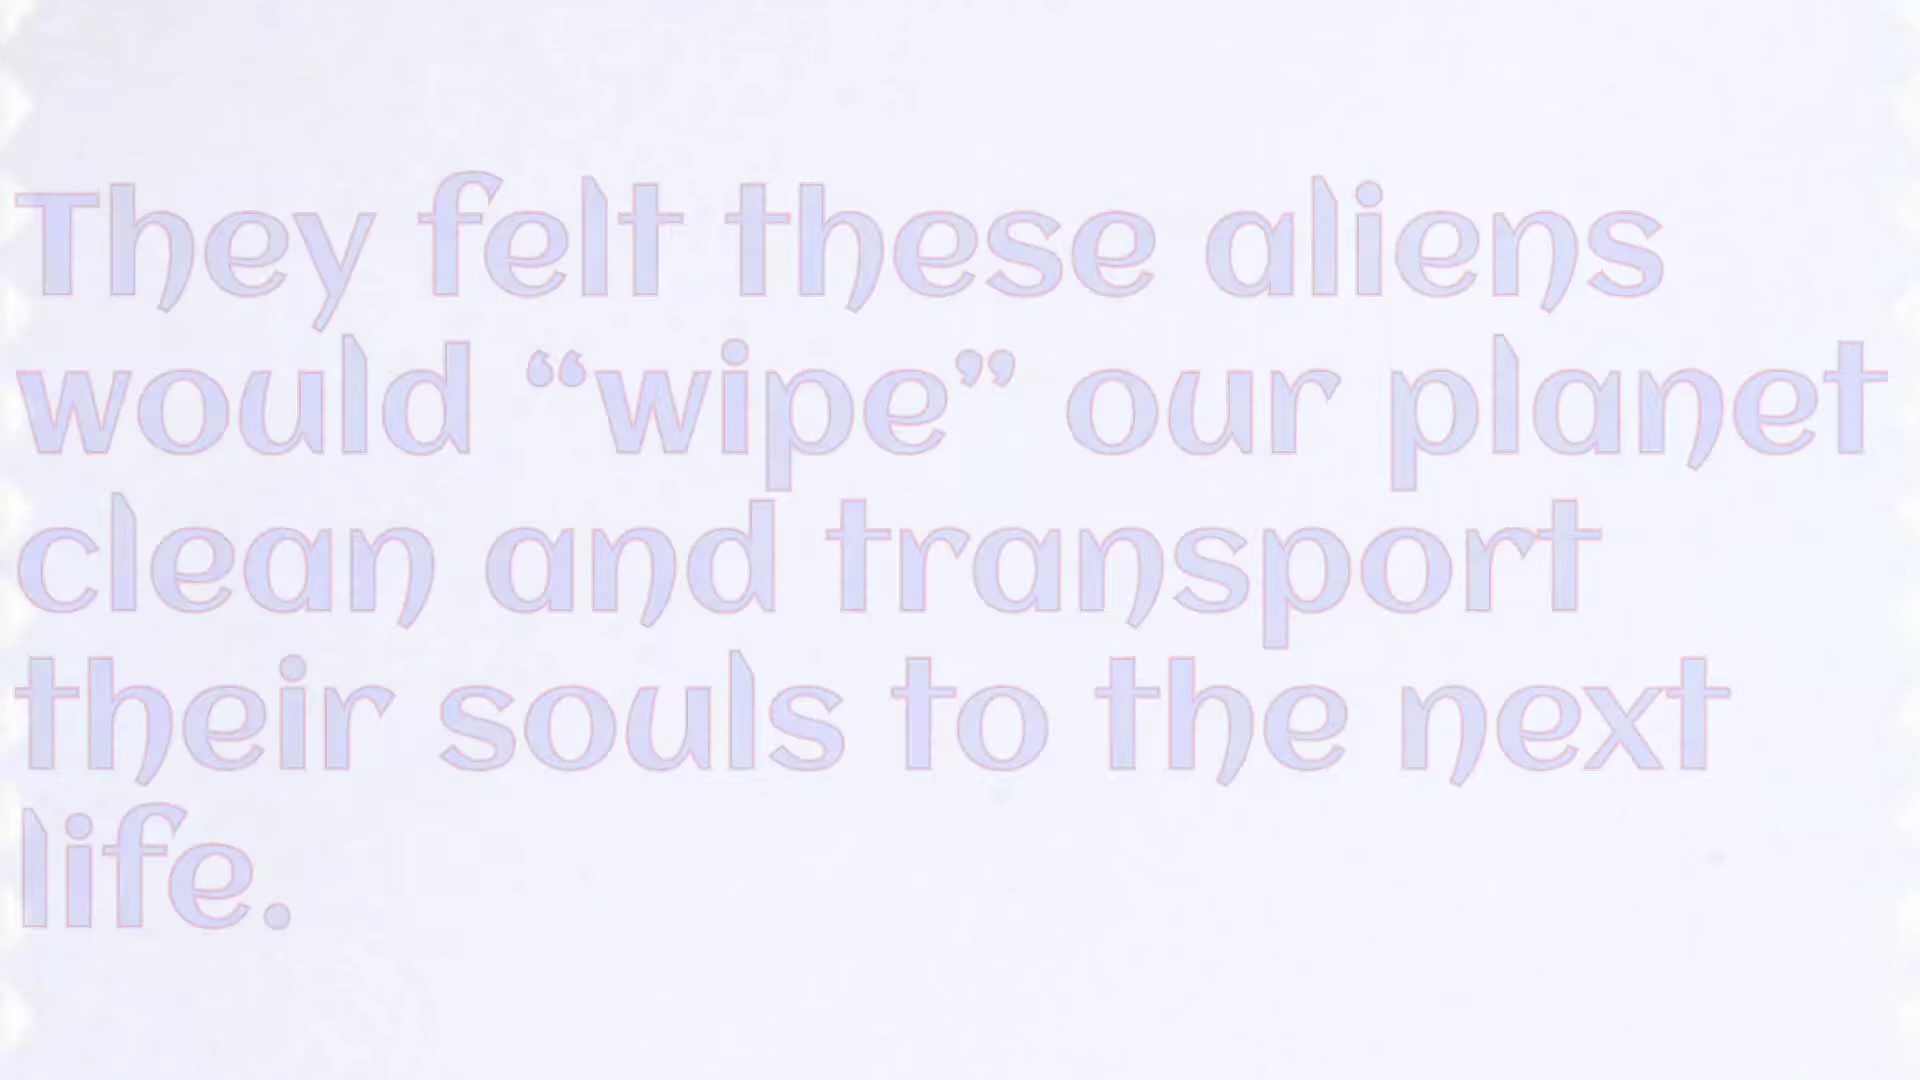 They felt these aliens
would “wipe” our planet
clean and transport
their souls to the next
life.